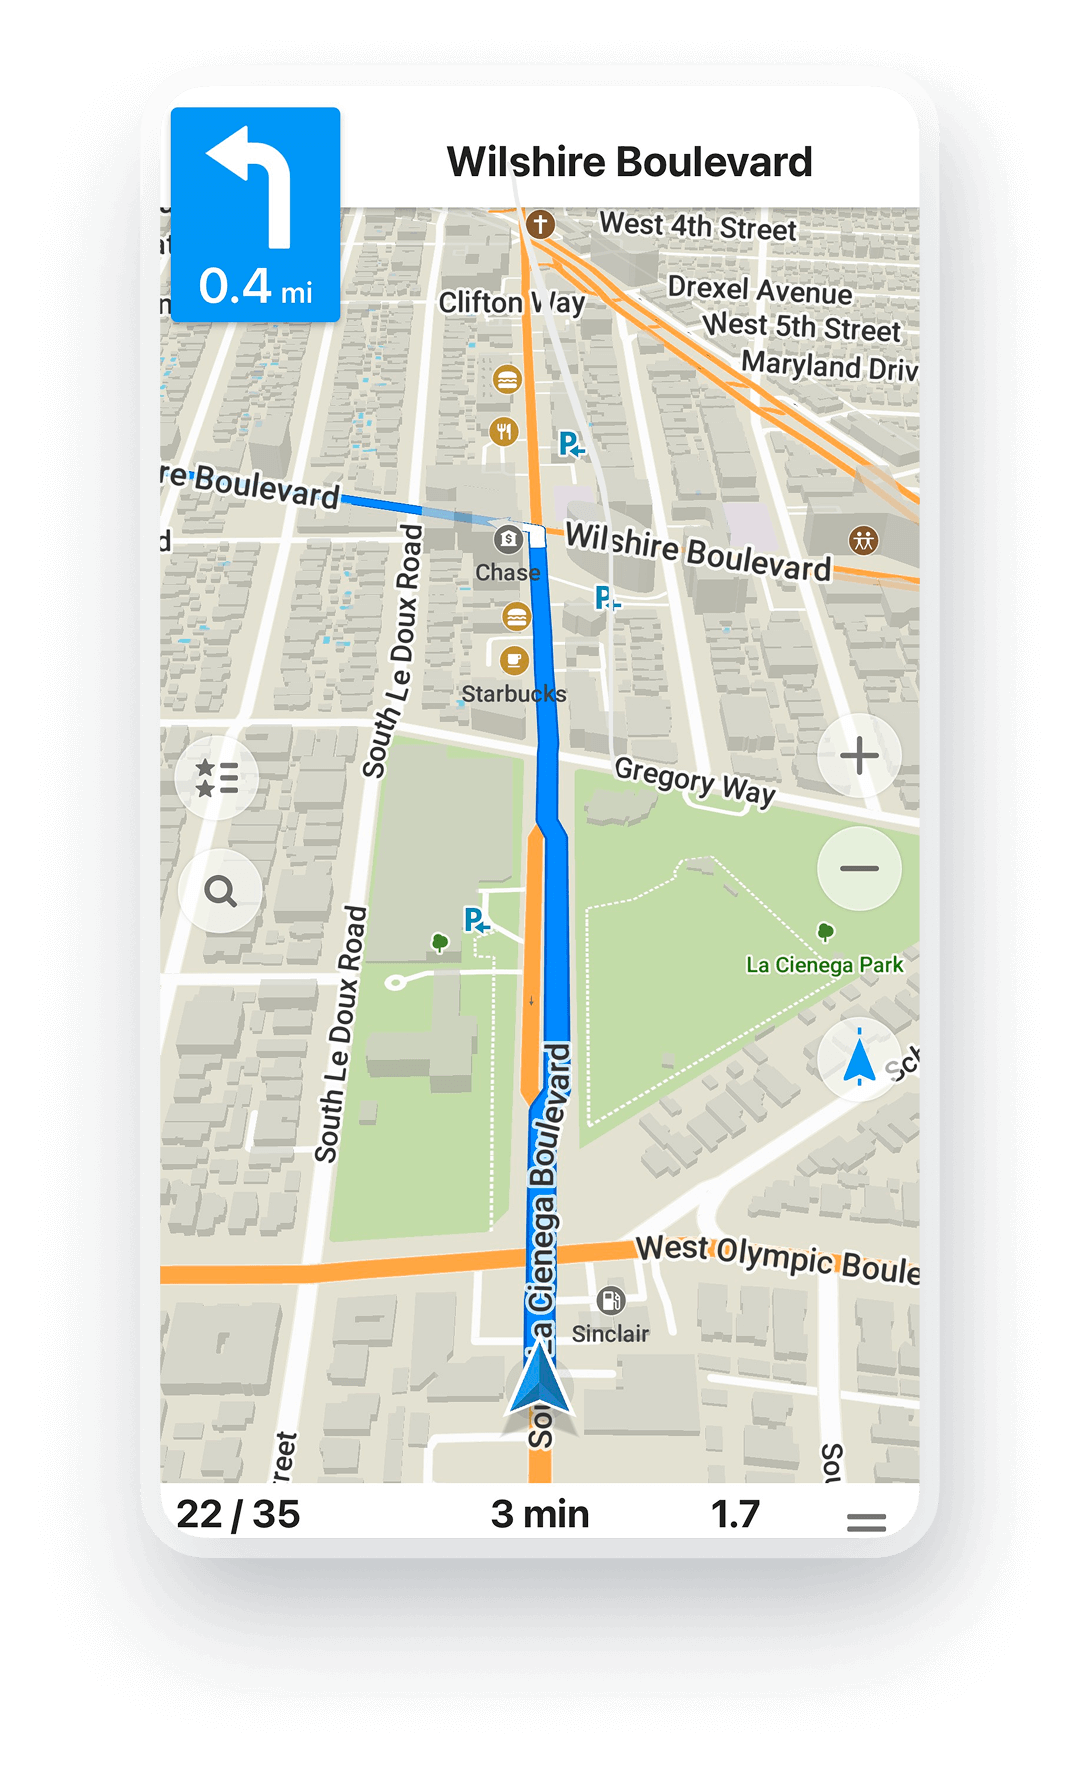 Wilshire Boulevard
0.4 mi
West 4th Street
Drexel Avenue
Clifton Way
West 5th Street
Maryland Driv
P
re Boulevard
Wilshire Boulevard
d
$
Chase
P
South Le Doux Road
Starbucks
Gregory Way
P
La Cienega Park
South Le Doux Road
Sch
South La Cienega Boulevard
West Olympic Boule
Sinclair
reet
Sou
22 / 35
3 min
1.7